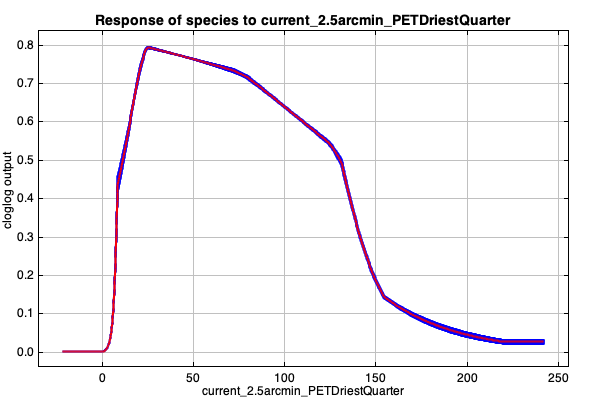 Response of species to current_2.5arcmin_PETDriestQuarter
cloglog output
0.8
0.7
0.6
0.5
0.4
0.3
0.2
0.1
0.0
0 50 100 150 200 250
current_2.5arcmin_PETDriestQuarter